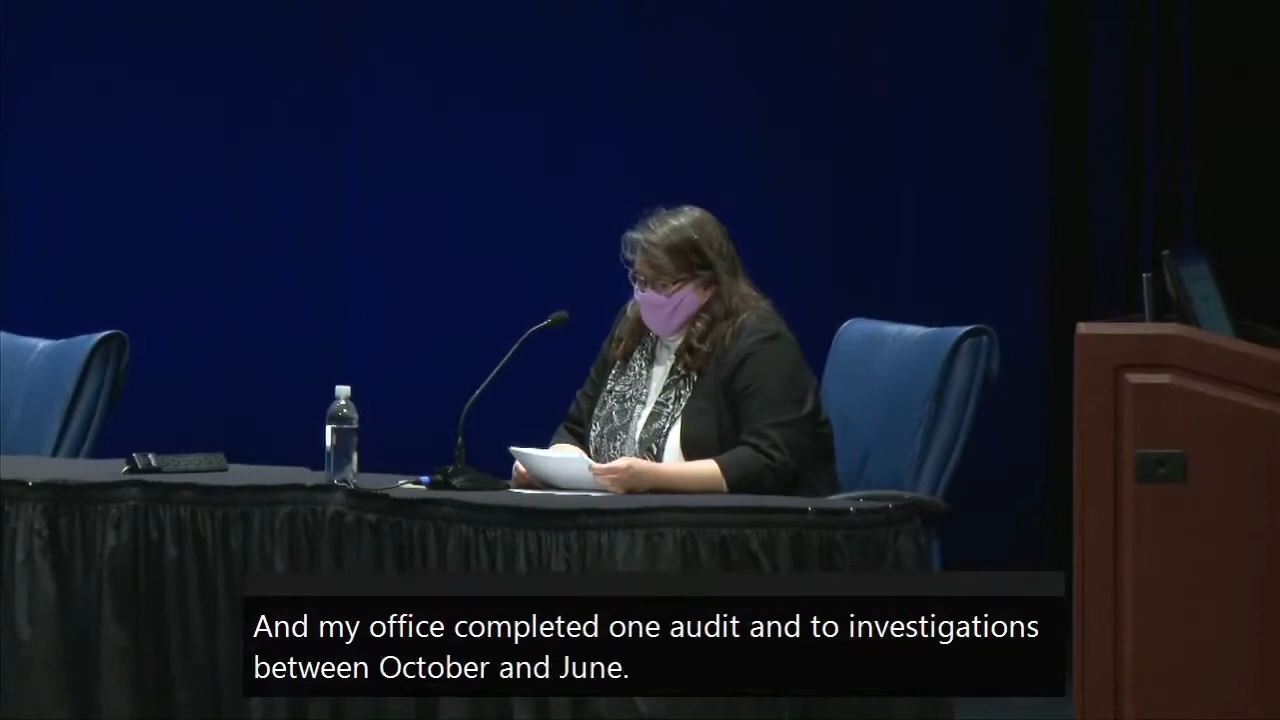 And my office completed one audit and to investigations
between October and June.